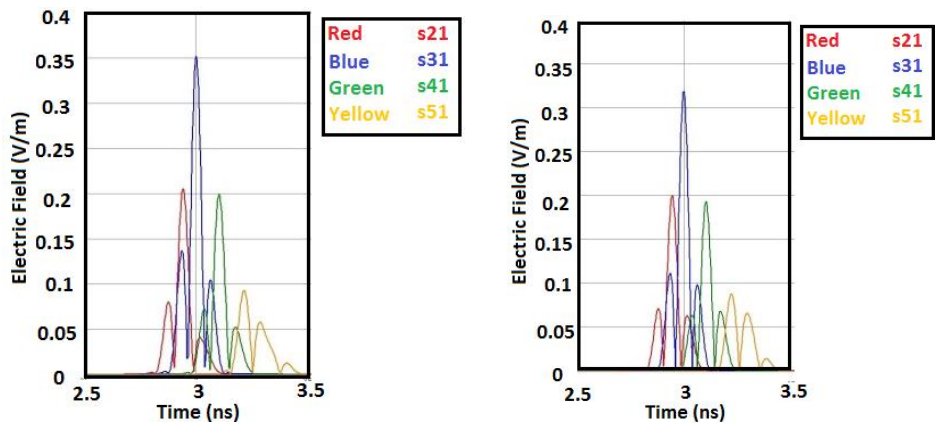 0.4
0.35
0.3
0.25
0.2
0.15
0.1
0.05
0
Electric Field (V/m)
2.5 3 3.5
Time (ns)
Red s21
Blue s31
Green s41
Yellow s51
0.4
0.35
0.3
0.25
0.2
0.15
0.1
0.05
0
Electric Field (V/m)
2.5 3 3.5
Time (ns)
Red s21
Blue s31
Green s41
Yellow s51